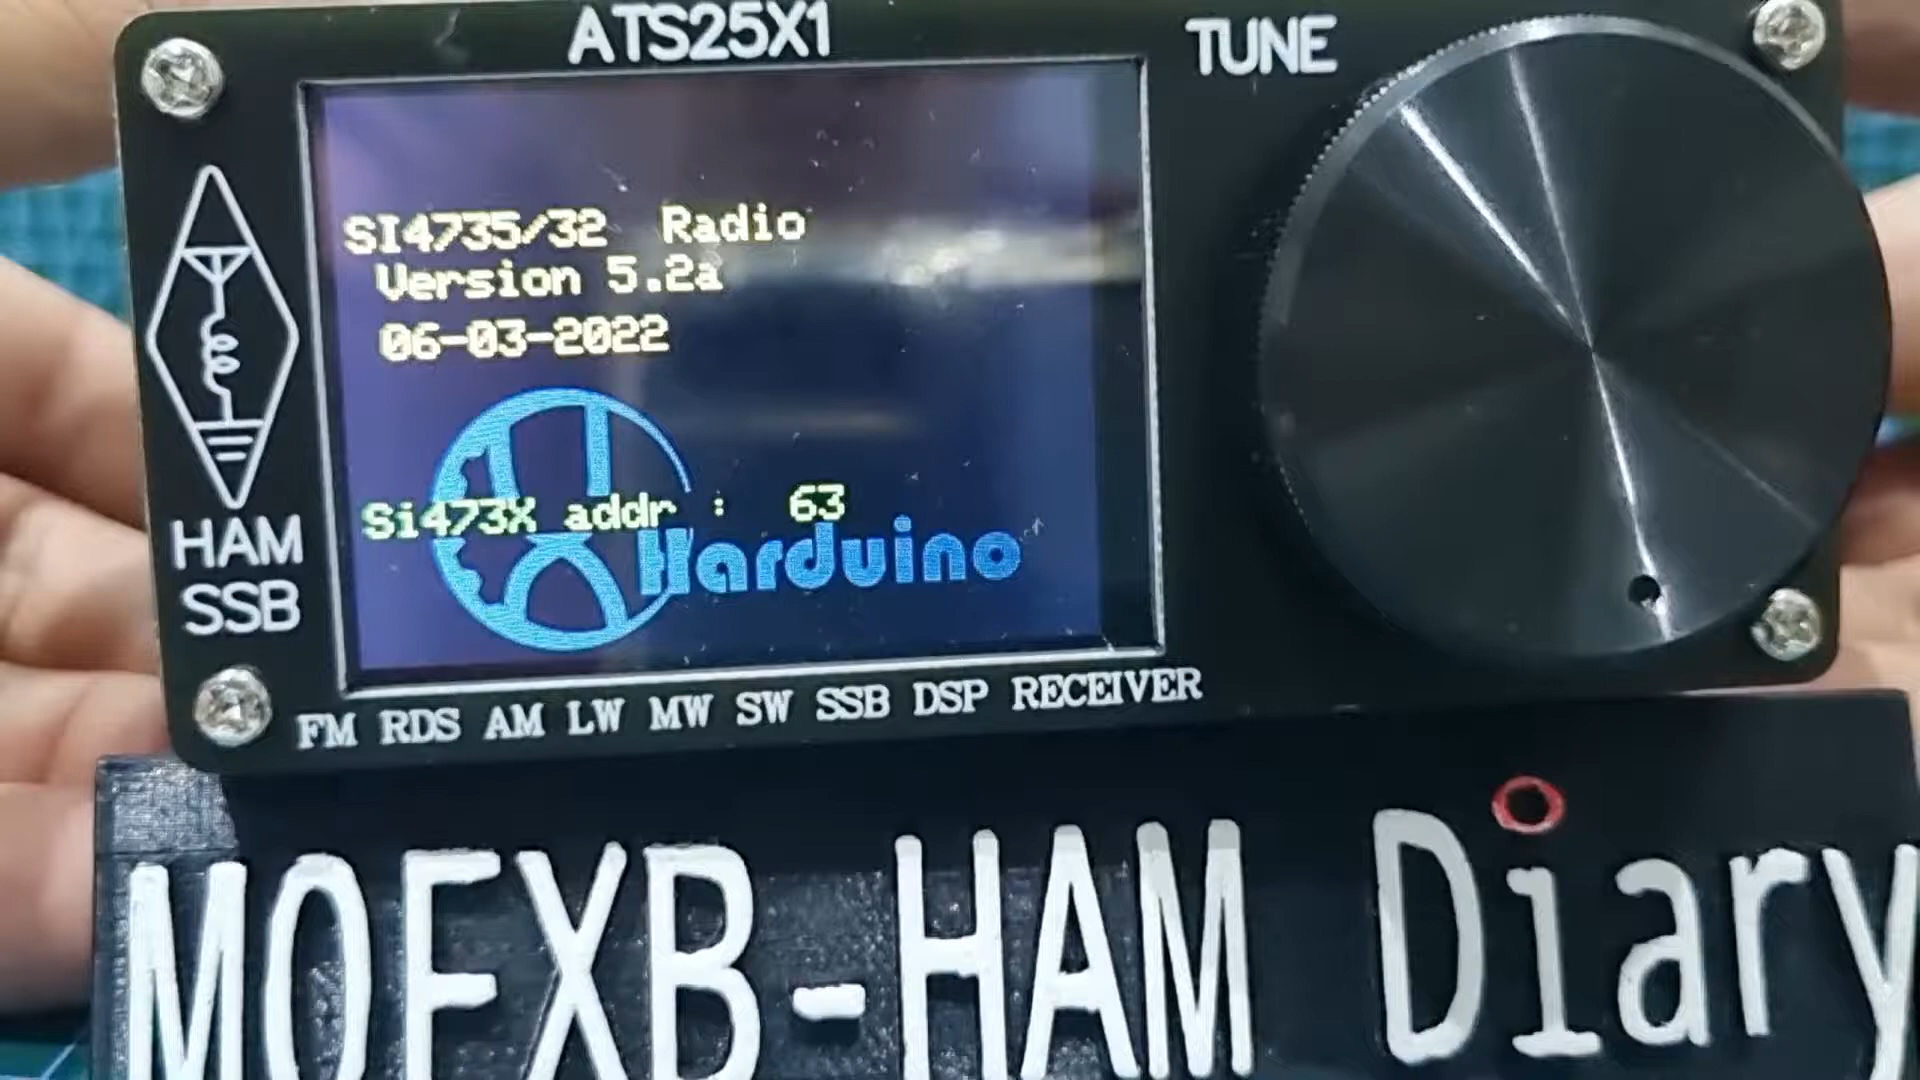 ATS25X1
TUNE
SI4735/32 Radio
Version 5.2a
06-03-2022
Si473X addr : 63
Harduino
HAM
SSB
FM RDS AM LW MW SW SSB DSP RECEIVER
M0FXB-HAM Diary